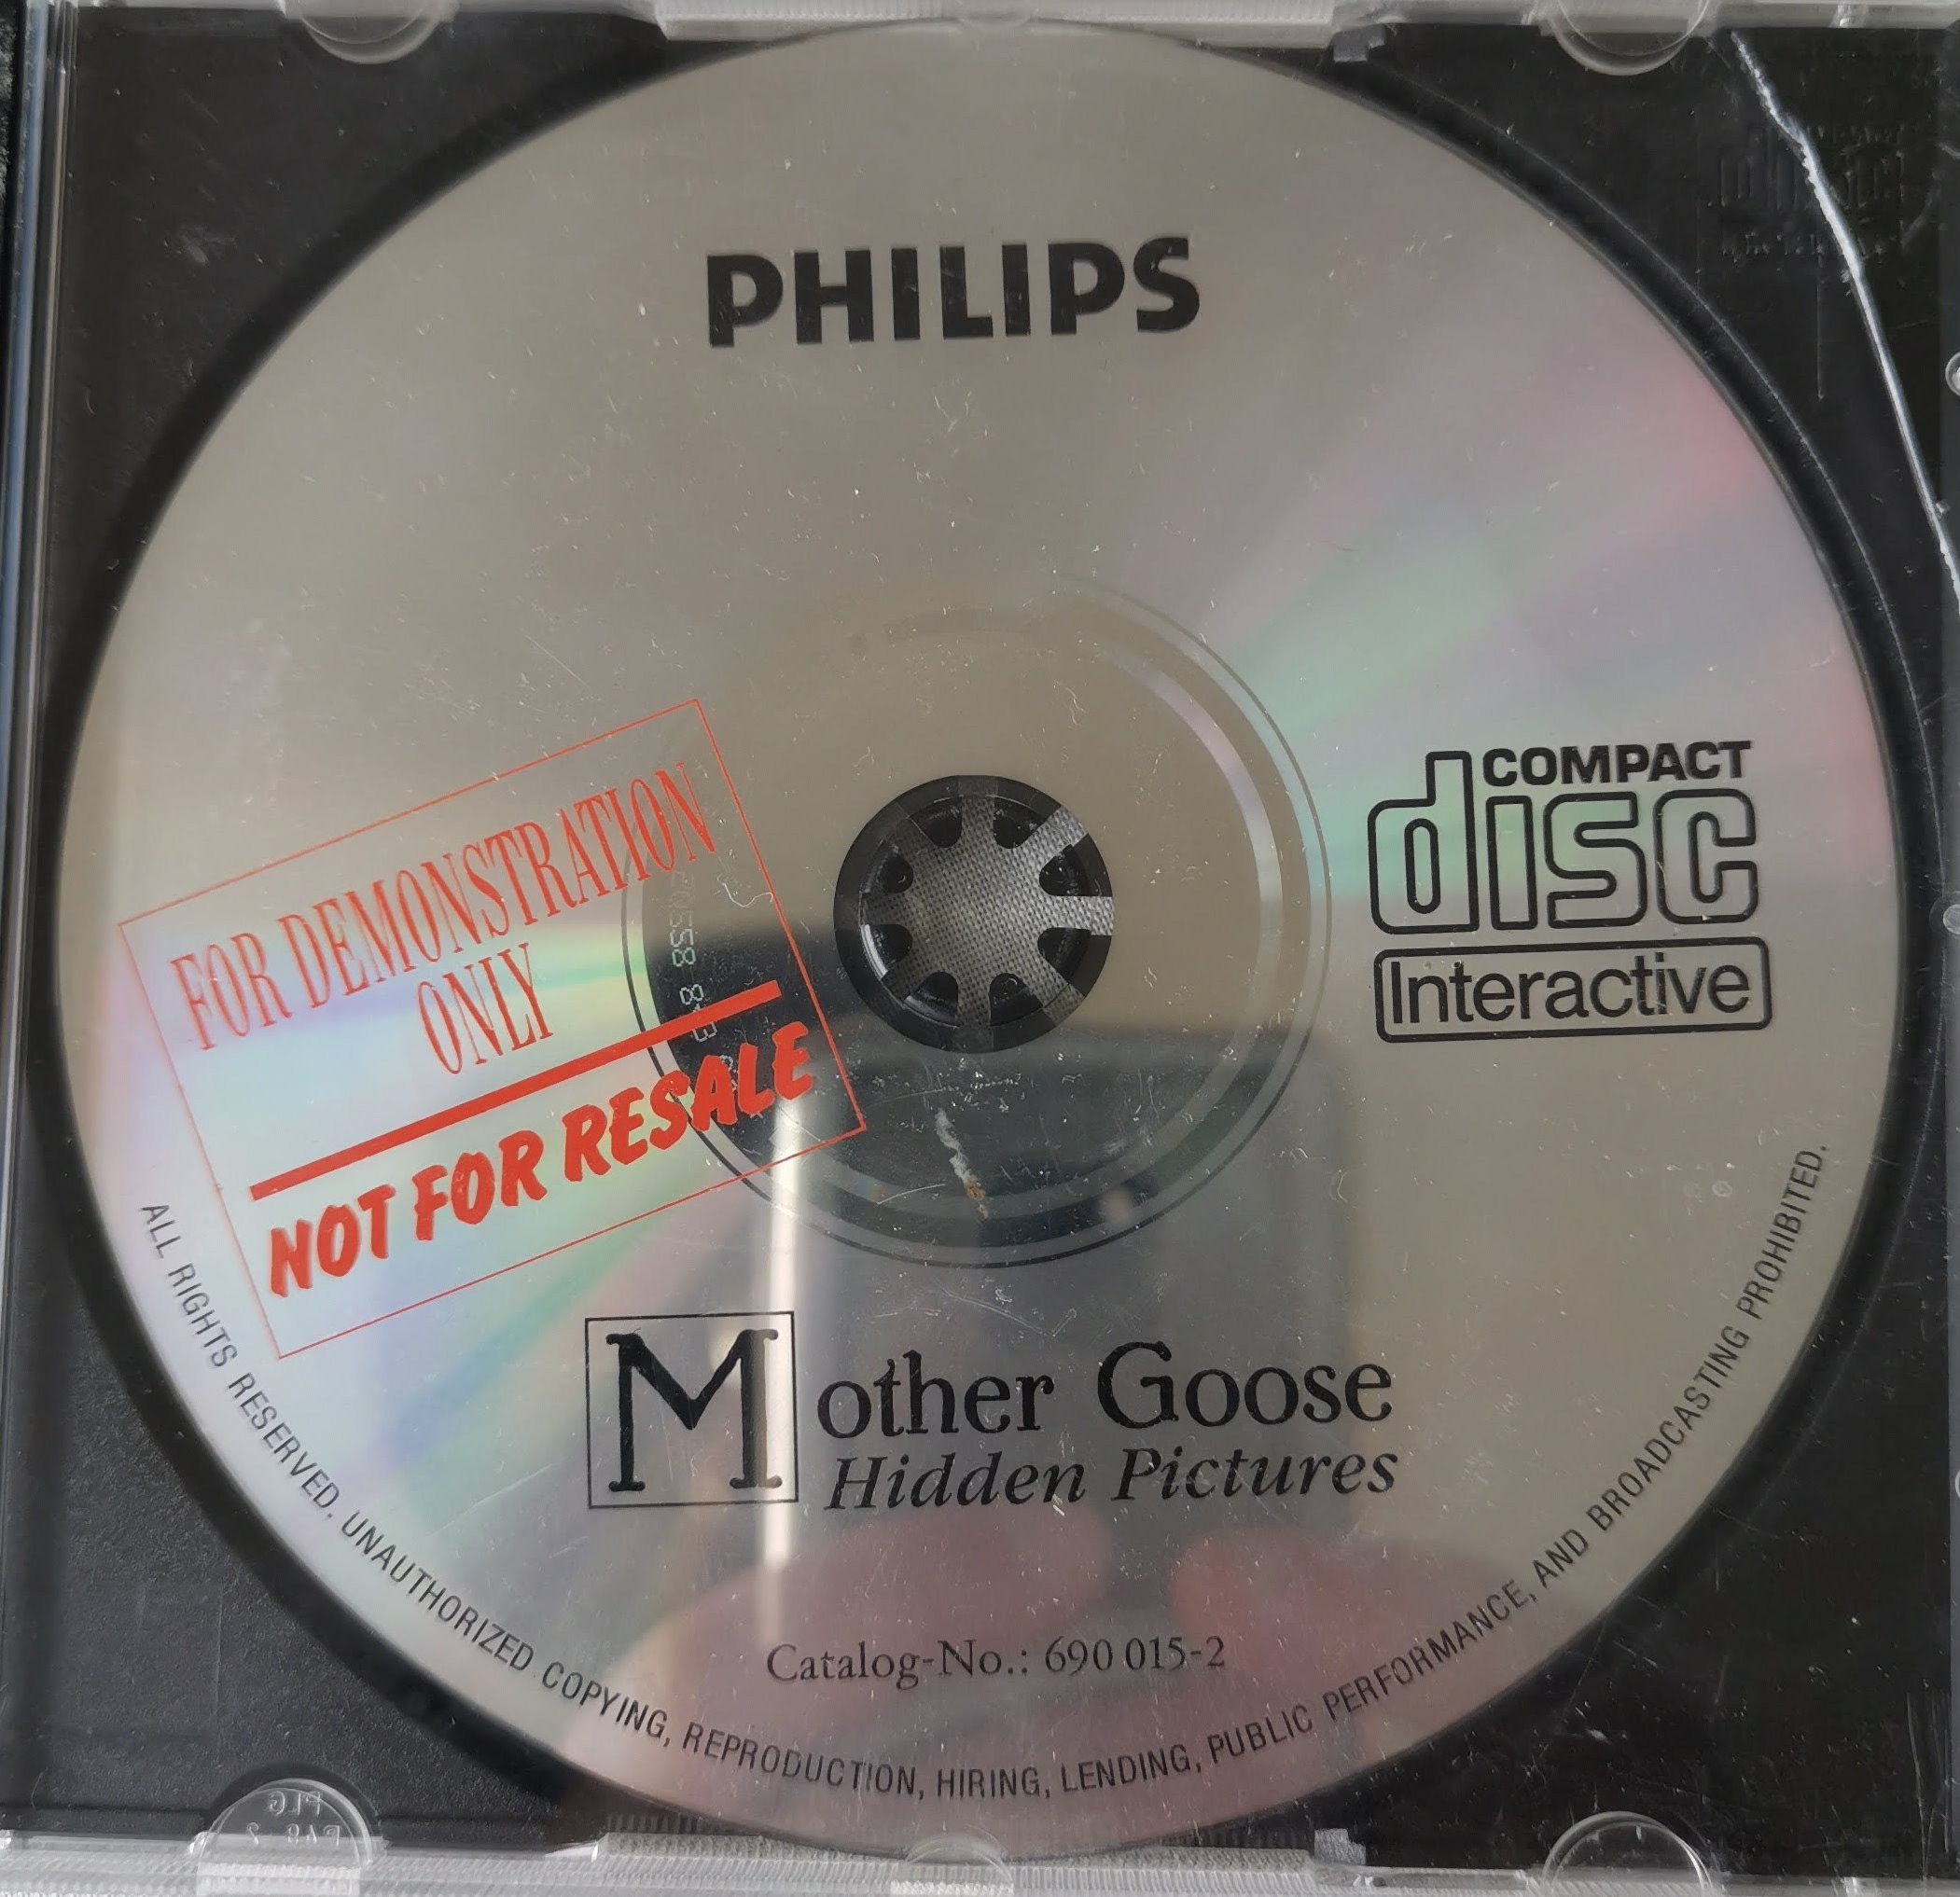 PHILIPS
COMPACT
disc
Interactive
FOR DEMONSTRATION
ONLY
NOT FOR RESALE
Mother Goose
Hidden Pictures
Catalog-No.: 690 015-2
ALL RIGHTS RESERVED. UNAUTHORIZED COPYING, REPRODUCTION, HIRING, LENDING, PUBLIC PERFORMANCE, AND BROADCASTING PROHIBITED.